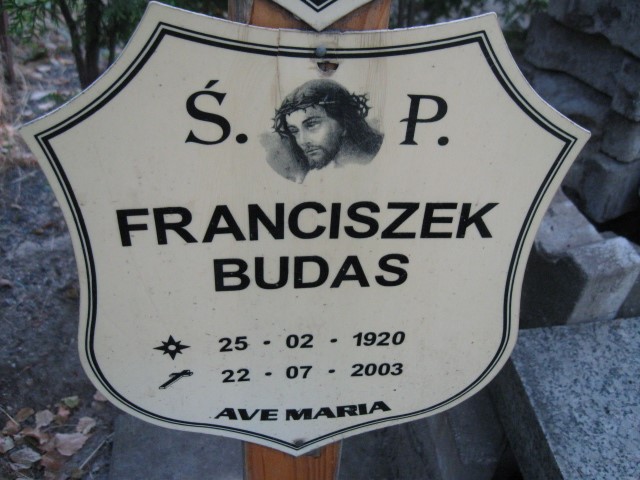 Ś. P.
FRANCISZEK
BUDAS
25 - 02 - 1920
22 - 07 - 2003
AVE MARIA